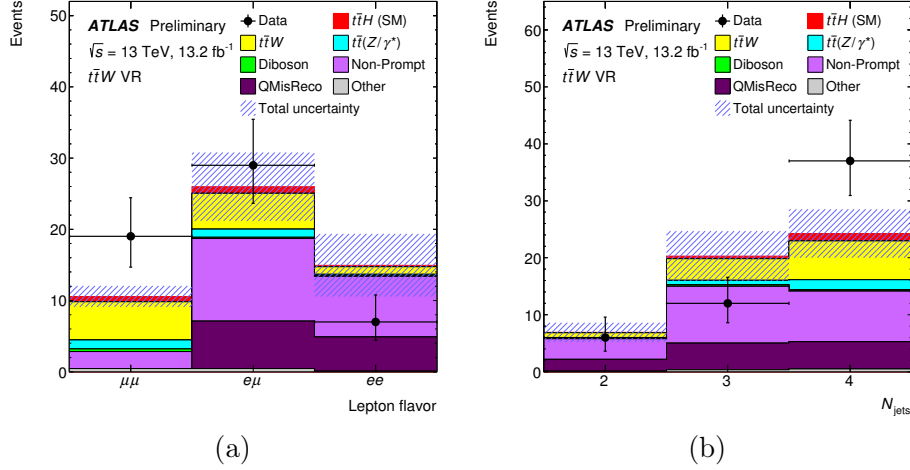 Events
50
40
30
20
10
0
ATLAS Preliminary
√s = 13 TeV, 13.2 fb⁻¹
tt̄W VR
Data
tt̄H (SM)
tt̄W
tt̄(Z/γ*)
Diboson
Non-Prompt
QMisReco
Other
Total uncertainty
μμ
eμ
ee
Lepton flavor
(a)
Events
60
50
40
30
20
10
0
ATLAS Preliminary
√s = 13 TeV, 13.2 fb⁻¹
tt̄W VR
Data
tt̄H (SM)
tt̄W
tt̄(Z/γ*)
Diboson
Non-Prompt
QMisReco
Other
Total uncertainty
2
3
4
N_jets
(b)